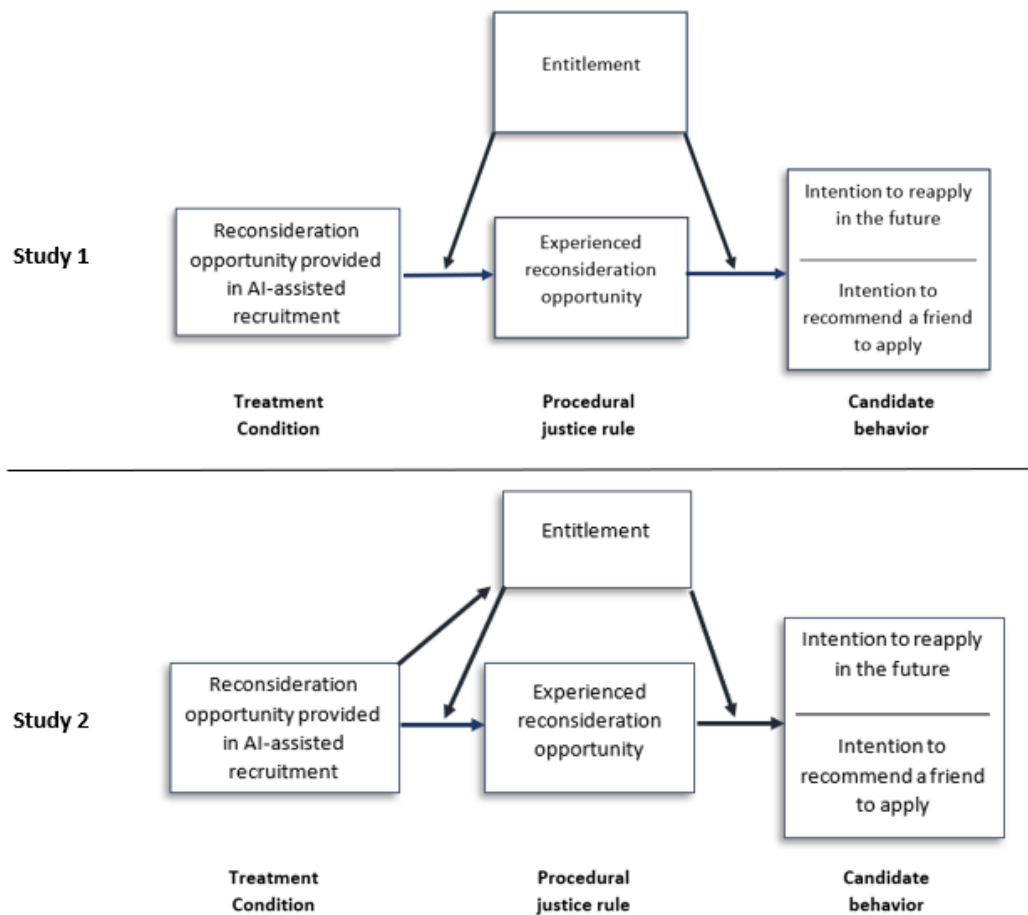 Entitlement
Study 1
Reconsideration
opportunity provided
in AI-assisted
recruitment
Experienced
reconsideration
opportunity
Intention to reapply
in the future
Intention to
recommend a friend
to apply
Treatment
Condition
Procedural
justice rule
Candidate
behavior
Entitlement
Study 2
Reconsideration
opportunity provided
in AI-assisted
recruitment
Experienced
reconsideration
opportunity
Intention to reapply
in the future
Intention to
recommend a friend
to apply
Treatment
Condition
Procedural
justice rule
Candidate
behavior